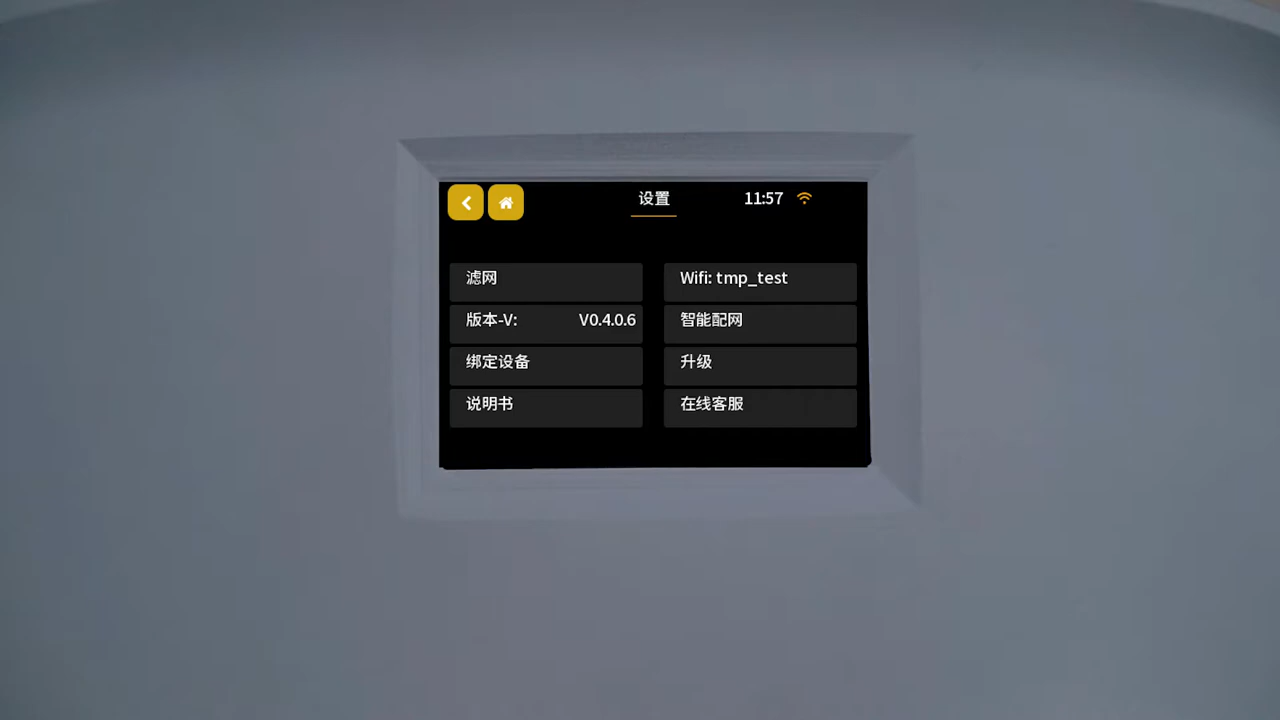 设置
11:57
滤网
Wifi: tmp_test
版本-V: V0.4.0.6
智能配网
绑定设备
升级
说明书
在线客服